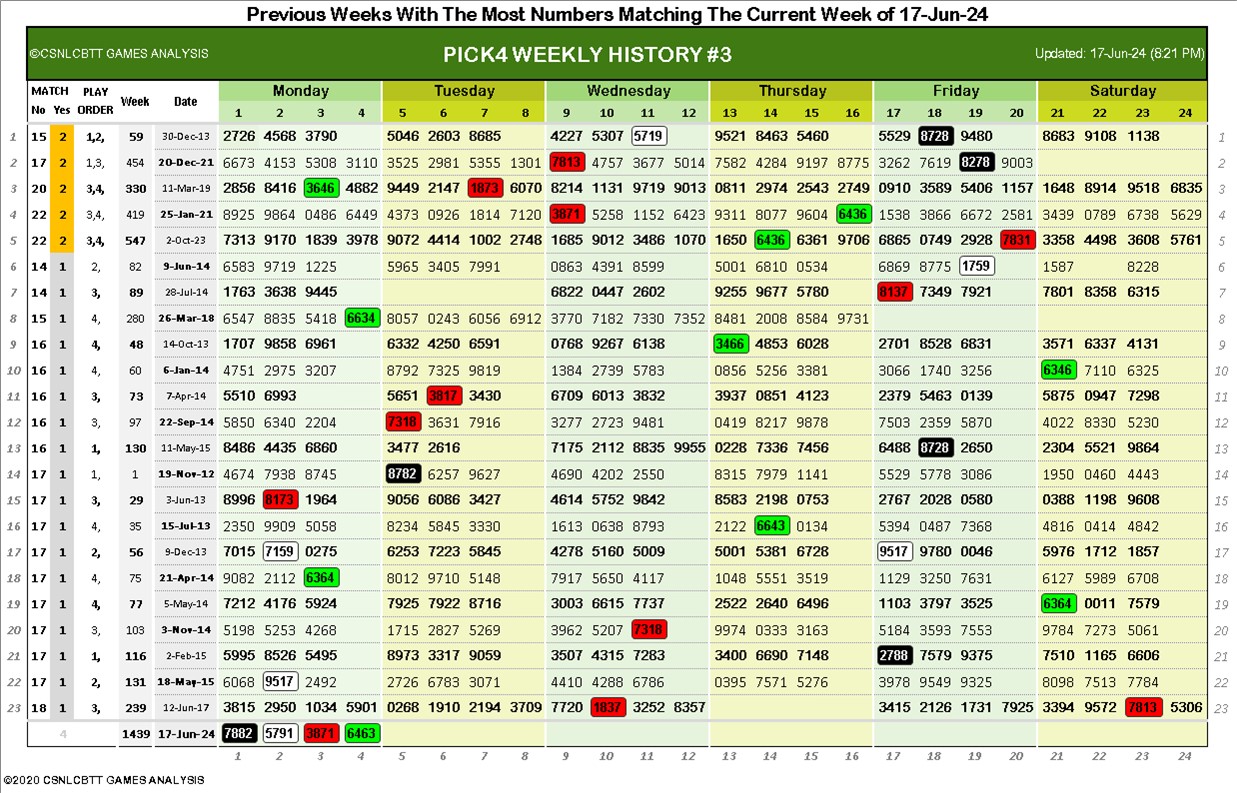 Previous Weeks With The Most Numbers Matching The Current Week of 17-Jun-24
©CSNLCBTT GAMES ANALYSIS PICK4 WEEKLY HISTORY #3 Updated: 17-Jun-24 (8:21 PM)
MATCH PLAY Week Date Monday Tuesday Wednesday Thursday Friday Saturday
No Yes ORDER 1 2 3 4 5 6 7 8 9 10 11 12 13 14 15 16 17 18 19 20 21 22 23 24
1 15 2 1,2, 59 30-Dec-13 2726 4568 3790 5046 2603 8685 4227 5307 5719 9521 8463 5460 5529 8728 9480 8683 9108 1138 1
2 17 2 1,3, 454 20-Dec-21 6673 4153 5308 3110 3525 2981 5355 1301 7813 4757 3677 5014 7582 4284 9197 8775 3262 7619 8278 9003 2
3 20 2 3,4, 330 11-Mar-19 2856 8416 3646 4882 9449 2147 1873 6070 8214 1131 9719 9013 0811 2974 2543 2749 0910 3589 5406 1157 1648 8914 9518 6835 3
4 22 2 3,4, 419 25-Jan-21 8925 9864 0486 6449 4373 0926 1814 7120 3871 5258 1152 6423 9311 8077 9604 6436 1538 3866 6672 2581 3439 0789 6738 5629 4
5 22 2 3,4, 547 2-Oct-23 7313 9170 1839 3978 9072 4414 1002 2748 1685 9012 3486 1070 1650 6436 6361 9706 6865 0749 2928 7831 3358 4498 3608 5761 5
6 14 1 2, 82 9-Jun-14 6583 9719 1225 5965 3405 7991 0863 4391 8599 5001 6810 0534 6869 8775 1759 1587 8228 6
7 14 1 3, 89 28-Jul-14 1763 3638 9445 6822 0447 2602 9255 9677 5780 8137 7349 7921 7801 8358 6315 7
8 15 1 4, 280 26-Mar-18 6547 8835 5418 6634 8057 0243 6056 6912 3770 7182 7330 7352 8481 2008 8584 9731 8
9 16 1 4, 48 14-Oct-13 1707 9858 6961 6332 4250 6591 0768 9267 6138 3466 4853 6028 2701 8528 6831 3571 6337 4131 9
10 16 1 4, 60 6-Jan-14 4751 2975 3207 8792 7325 9819 1384 2739 5783 0856 5256 3381 3066 1740 3256 6346 7110 6325 10
11 16 1 3, 73 7-Apr-14 5510 6993 5651 3817 3430 6709 6013 3832 3937 0851 4123 2379 5463 0139 5875 0947 7298 11
12 16 1 3, 97 22-Sep-14 5850 6340 2204 7318 3631 7916 3277 2723 9481 0419 8217 9878 7503 2359 5870 4022 8330 5230 12
13 16 1 1, 130 11-May-15 8486 4435 6860 3477 2616 7175 2112 8835 9955 0228 7336 7456 6488 8728 2650 2304 5521 9864 13
14 17 1 1, 1 19-Nov-12 4674 7938 8745 8782 6257 9627 4690 4202 2550 8315 7979 1141 5529 5778 3086 1950 0460 4443 14
15 17 1 3, 29 3-Jun-13 8996 8173 1964 9056 6086 3427 4614 5752 9842 8583 2198 0753 2767 2028 0580 0388 1198 9608 15
16 17 1 4, 35 15-Jul-13 2350 9909 5058 8234 5845 3330 1613 0638 8793 2122 6643 0134 5394 0487 7368 4816 0414 4842 16
17 17 1 2, 56 9-Dec-13 7015 7159 0275 6253 7223 5845 4278 5160 5009 5001 5381 6728 9517 9780 0046 5976 1712 1857 17
18 17 1 4, 75 21-Apr-14 9082 2112 6364 8012 9710 5148 7917 5650 4117 1048 5551 3519 1129 3250 7631 6127 5989 6708 18
19 17 1 4, 77 5-May-14 7212 4176 5924 7925 7922 8716 3003 6615 7737 2522 2640 6496 1103 3797 3525 6364 0011 7579 19
20 17 1 3, 103 3-Nov-14 5198 5253 4268 1715 2827 5269 3962 5207 7318 9974 0333 3163 5184 3593 7553 9784 7273 5061 20
21 17 1 1, 116 2-Feb-15 5995 8526 5495 8973 3317 9059 3507 4315 7283 3400 6690 7148 2788 7579 9375 7510 1165 6606 21
22 17 1 2, 131 18-May-15 6068 9517 2492 2726 6783 3071 4410 4288 6786 0395 7571 5276 3978 9549 9325 8098 7513 7784 22
23 18 1 3, 239 12-Jun-17 3815 2950 1034 5901 0268 1910 2194 3709 7720 1837 3252 8357 3415 2126 1731 7925 3394 9572 7813 5306 23
4 1439 17-Jun-24 7882 5791 3871 6463
1 2 3 4 5 6 7 8 9 10 11 12 13 14 15 16 17 18 19 20 21 22 23 24
©2020 CSNLCBTT GAMES ANALYSIS